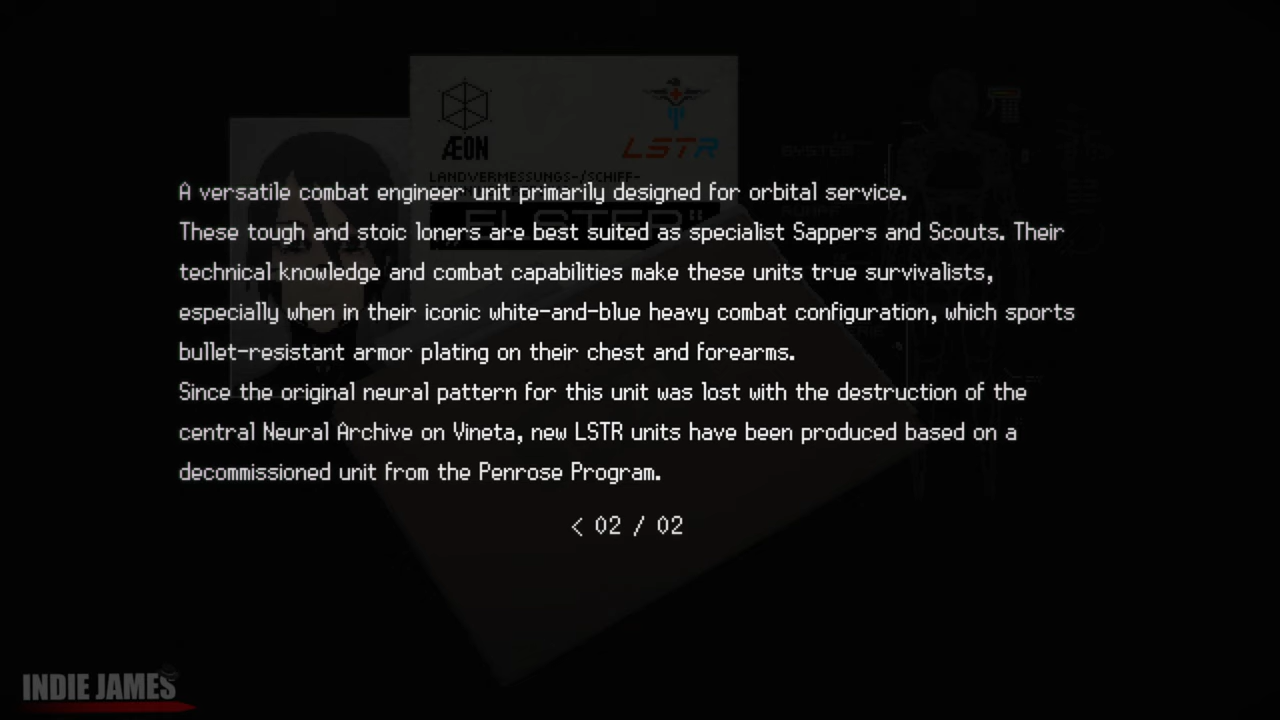 ÆON
LSTR
LANDVERMESSUNGS-/SCHIFF-
"ELSTER"
A versatile combat engineer unit primarily designed for orbital service.
These tough and stoic loners are best suited as specialist Sappers and Scouts. Their
technical knowledge and combat capabilities make these units true survivalists,
especially when in their iconic white-and-blue heavy combat configuration, which sports
bullet-resistant armor plating on their chest and forearms.
Since the original neural pattern for this unit was lost with the destruction of the
central Neural Archive on Vineta, new LSTR units have been produced based on a
decommissioned unit from the Penrose Program.
< 02 / 02
INDIE JAMES